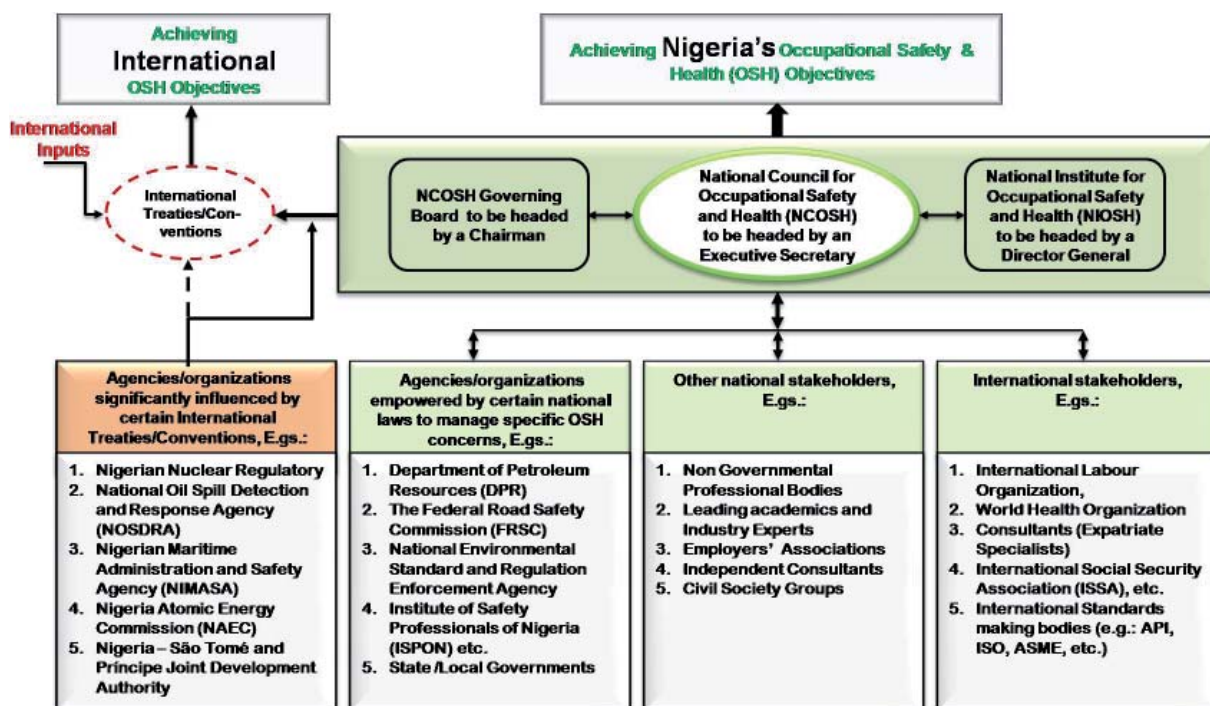 Achieving
International
OSH Objectives
Achieving Nigeria's Occupational Safety &
Health (OSH) Objectives
International
Inputs
International
Treaties/Con-
ventions
NCOSH Governing
Board to be headed
by a Chairman
National Council for
Occupational Safety
and Health (NCOSH)
to be headed by an
Executive Secretary
National Institute for
Occupational Safety
and Health (NIOSH)
to be headed by a
Director General
Agencies/organizations
significantly influenced by
certain International
Treaties/Conventions, E.gs.:
1. Nigerian Nuclear Regulatory
2. National Oil Spill Detection
and Response Agency
(NOSDRA)
3. Nigerian Maritime
Administration and Safety
Agency (NIMASA)
4. Nigeria Atomic Energy
Commission (NAEC)
5. Nigeria – São Tomé and
Príncipe Joint Development
Authority
Agencies/organizations
empowered by certain national
laws to manage specific OSH
concerns, E.gs.:
1. Department of Petroleum
Resources (DPR)
2. The Federal Road Safety
Commission (FRSC)
3. National Environmental
Standard and Regulation
Enforcement Agency
4. Institute of Safety
Professionals of Nigeria
(ISPON) etc.
5. State /Local Governments
Other national stakeholders,
E.gs.:
1. Non Governmental
Professional Bodies
2. Leading academics and
Industry Experts
3. Employers' Associations
4. Independent Consultants
5. Civil Society Groups
International stakeholders,
E.gs.:
1. International Labour
Organization,
2. World Health Organization
3. Consultants (Expatriate
Specialists)
4. International Social Security
Association (ISSA), etc.
5. International Standards
making bodies (e.g.: API,
ISO, ASME, etc.)